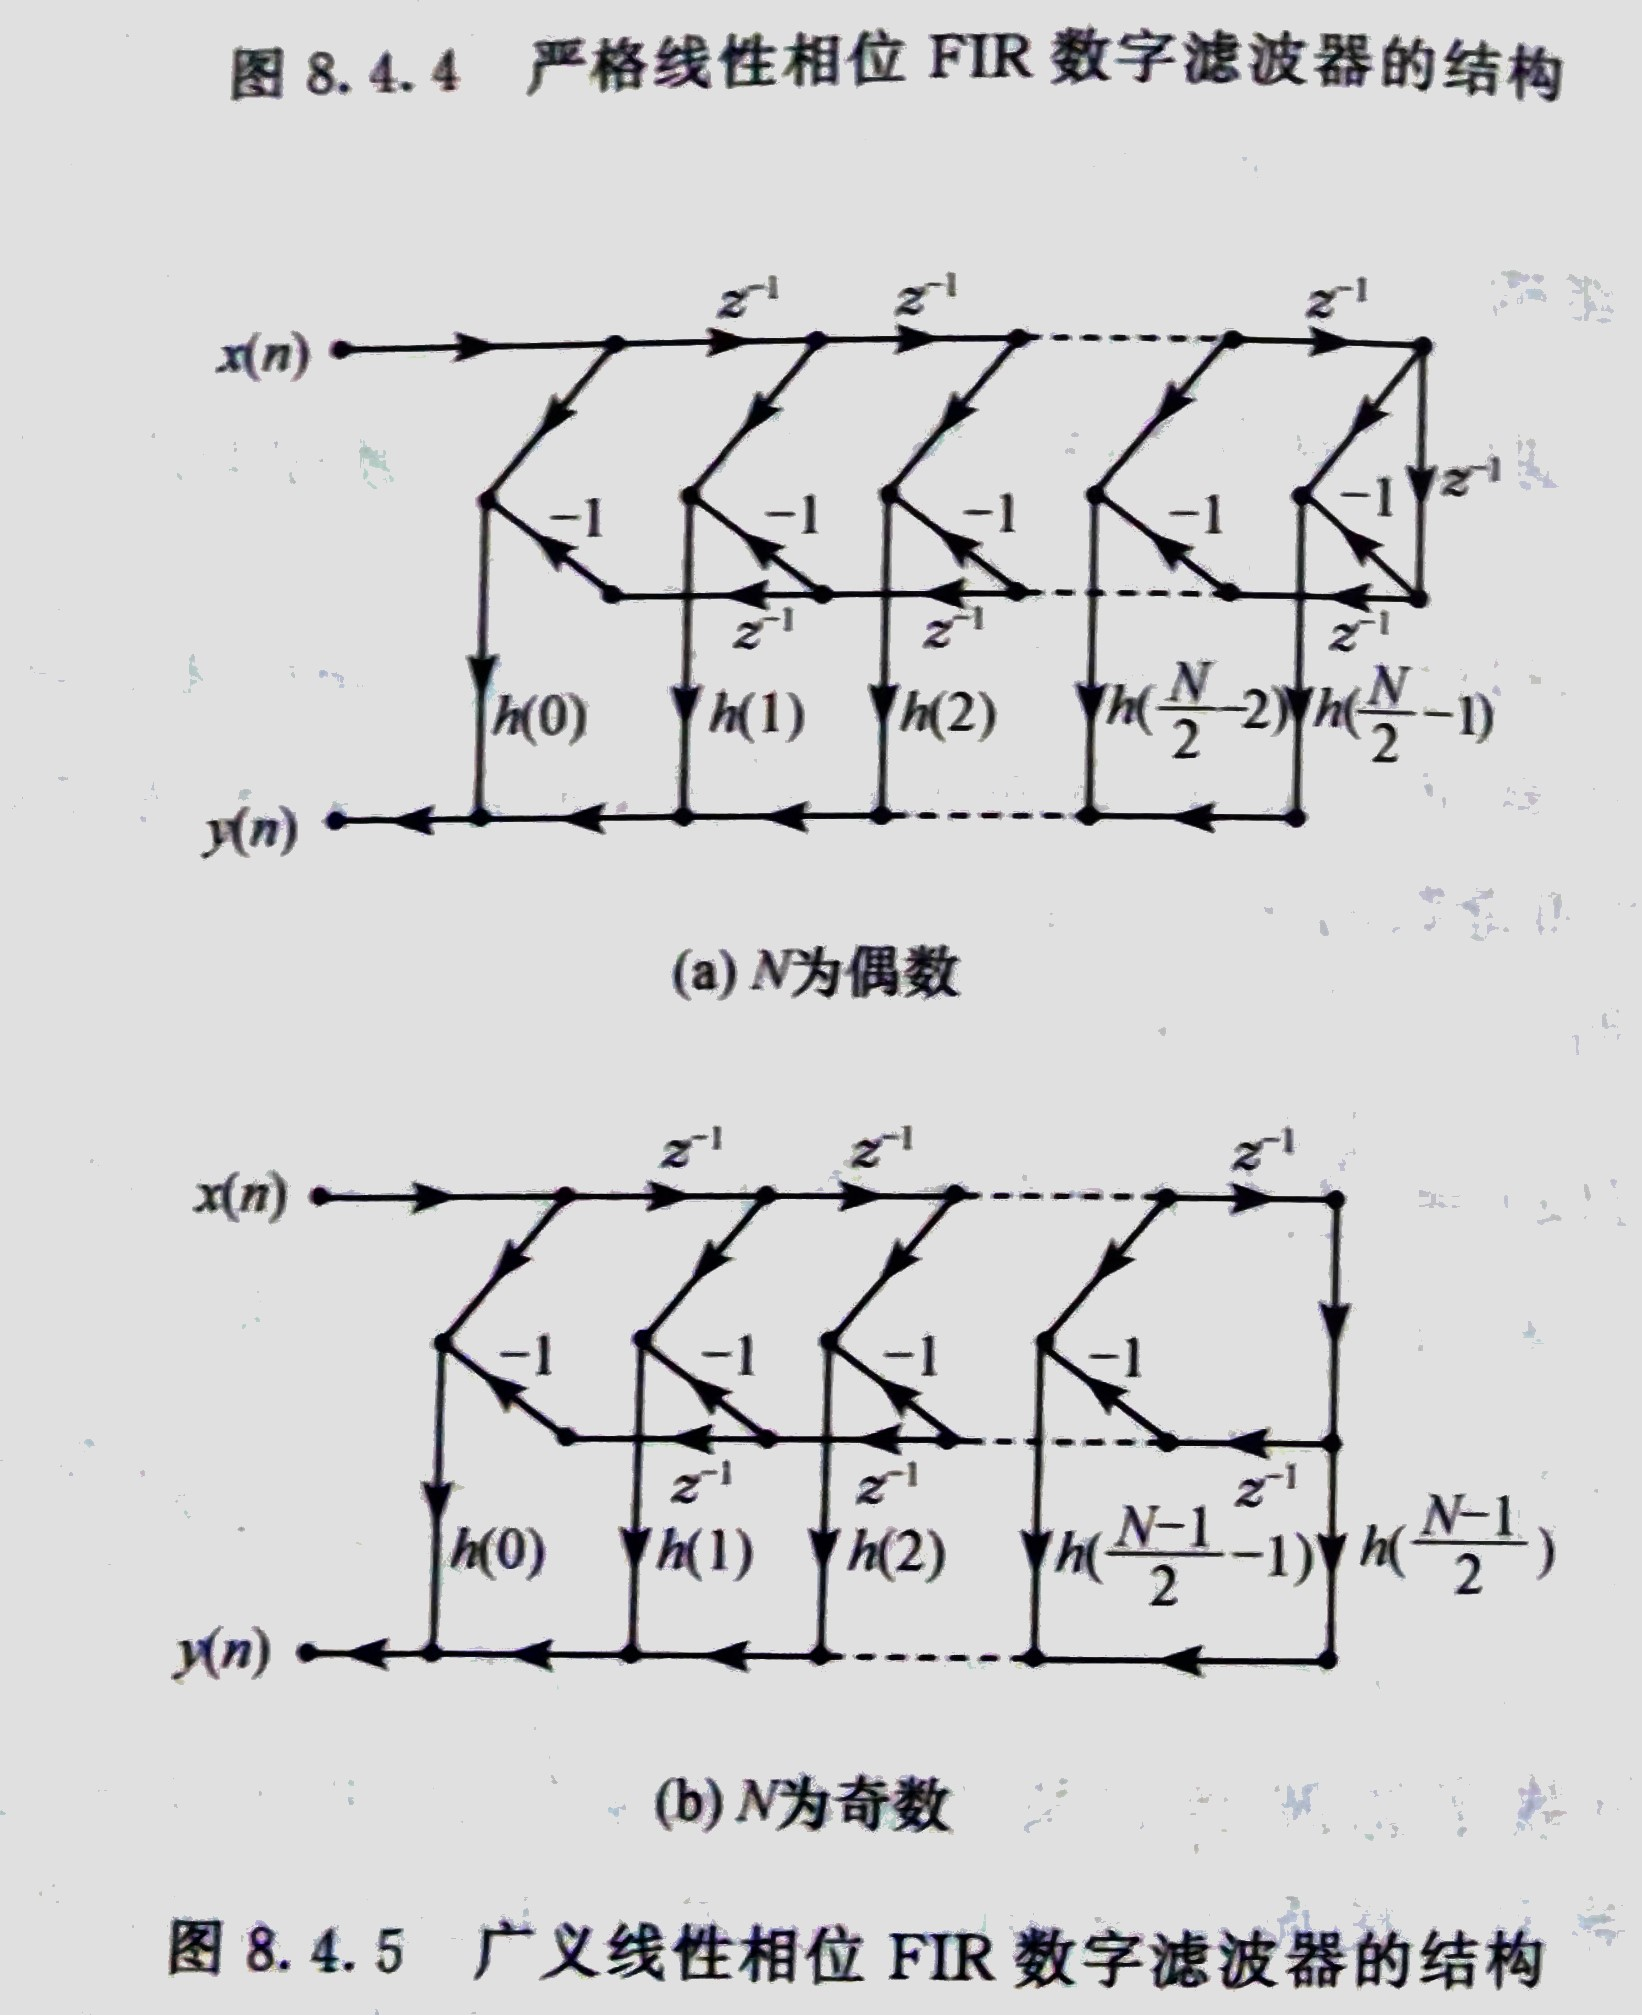 图 8.4.4 严格线性相位 FIR 数字滤波器的结构
z⁻¹ z⁻¹ z⁻¹
x(n)
−1 −1 −1 −1 −1 z⁻¹
z⁻¹ z⁻¹ z⁻¹
h(0) h(1) h(2) h(N/2−2) h(N/2−1)
y(n)
(a) N为偶数
z⁻¹ z⁻¹ z⁻¹
x(n)
−1 −1 −1 −1
z⁻¹ z⁻¹ z⁻¹
h(0) h(1) h(2) h((N−1)/2−1) h((N−1)/2)
y(n)
(b) N为奇数
图 8.4.5 广义线性相位 FIR 数字滤波器的结构